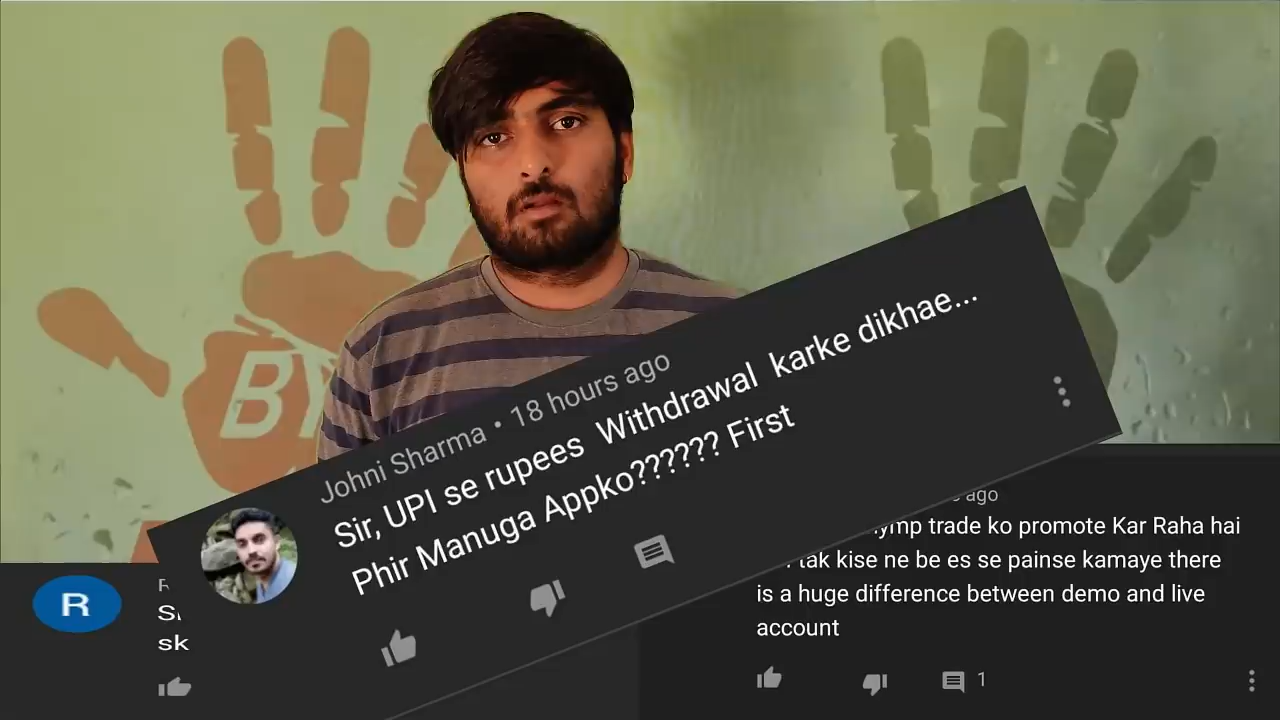 BY
Johni Sharma • 18 hours ago
Sir, UPI se rupees Withdrawal karke dikhae...
Phir Manuga Appko?????? First
R
sk
ago
trade ko promote Kar Raha hai
tak kise ne be es se painse kamaye there
is a huge difference between demo and live
account
1